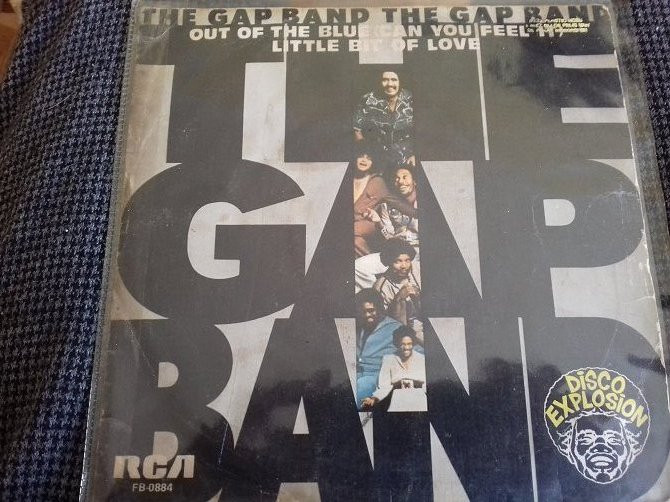 THE GAP BAND THE GAP BAND
OUT OF THE BLUE CAN YOU FEEL
LITTLE BIT OF LOVE
THE
GAP
BAND
DISCO
EXPLOSION
RCA
FB-0884